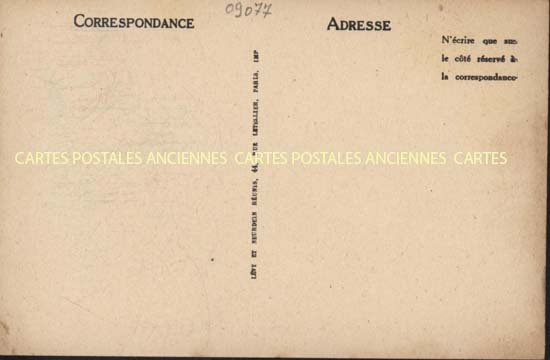 09077
CORRESPONDANCE
ADRESSE
N'écrire que sur
le côté réservé à
la correspondance
LÉVY ET NEURDEIN RÉUNIS, 44, RUE LETELLIER, PARIS, IMP
CARTES POSTALES ANCIENNES CARTES POSTALES ANCIENNES CARTES